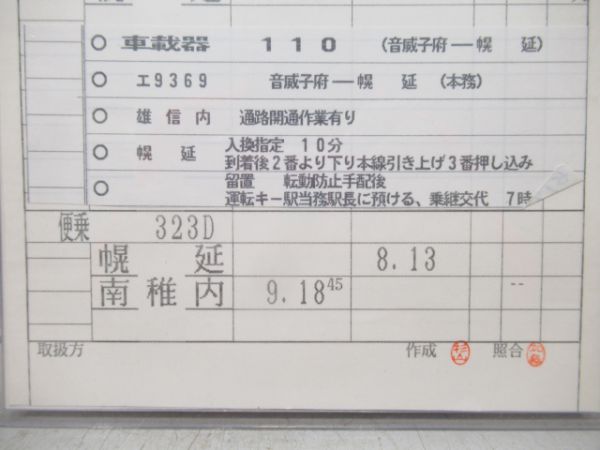 ○ 車載器 110 (音威子府―幌 延)
○ エ9369 音威子府―幌 延 (本務)
○ 雄信内 通路開通作業有り
○ 幌 延 入換指定 10分
到着後2番より下り本線引き上げ3番押し込み
○ 留置 転動防止手配後
運転キー駅当務駅長に預ける、乗継交代 7時
便乗 323D
幌 延 8.13
南稚内 9.18 45 --
取扱方 作成 照合